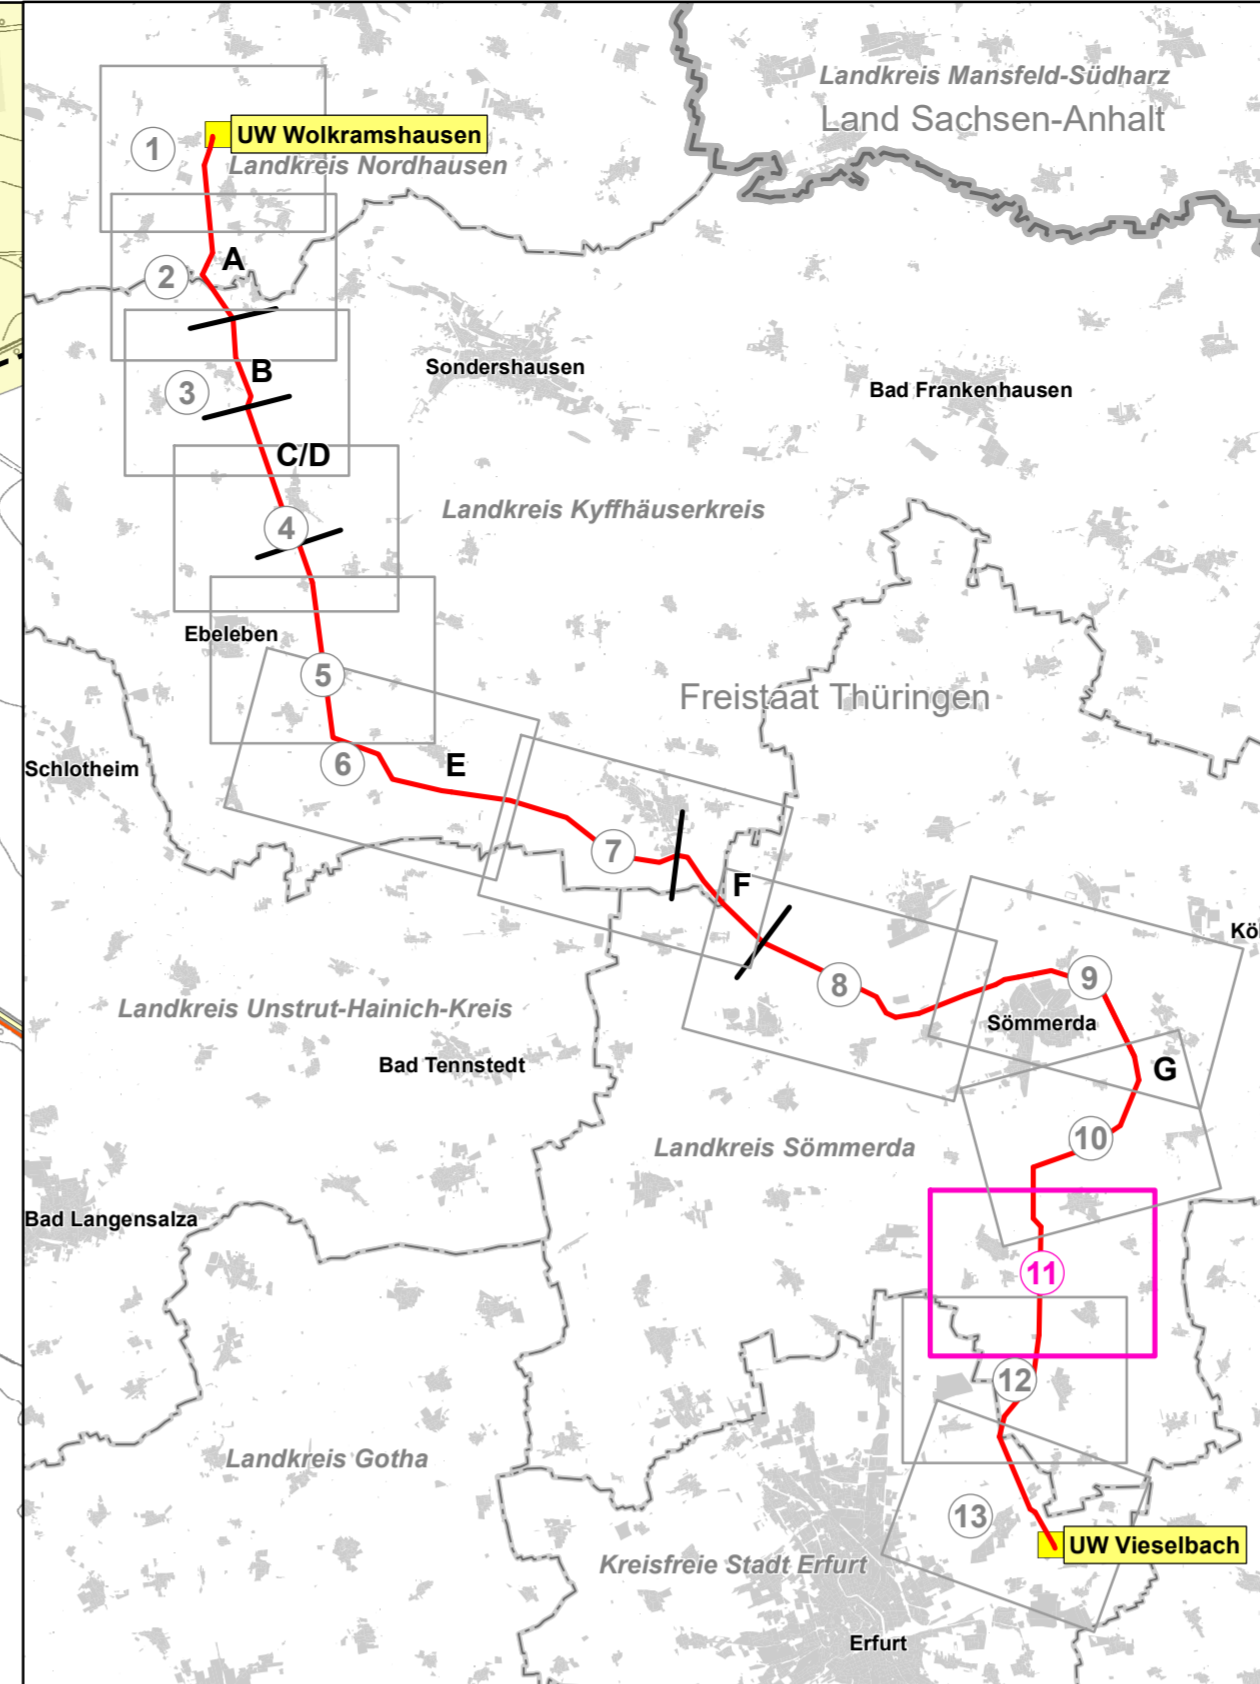 Landkreis Mansfeld-Südharz
Land Sachsen-Anhalt
UW Wolkramshausen
1
Landkreis Nordhausen
A
2
B
3
Sondershausen
Bad Frankenhausen
C/D
Landkreis Kyffhäuserkreis
4
Ebeleben
5
Freistaat Thüringen
6
E
Schlotheim
7
F
8
9
Landkreis Unstrut-Hainich-Kreis
Sömmerda
Bad Tennstedt
G
10
Landkreis Sömmerda
Bad Langensalza
11
12
Landkreis Gotha
13
UW Vieselbach
Kreisfreie Stadt Erfurt
Erfurt